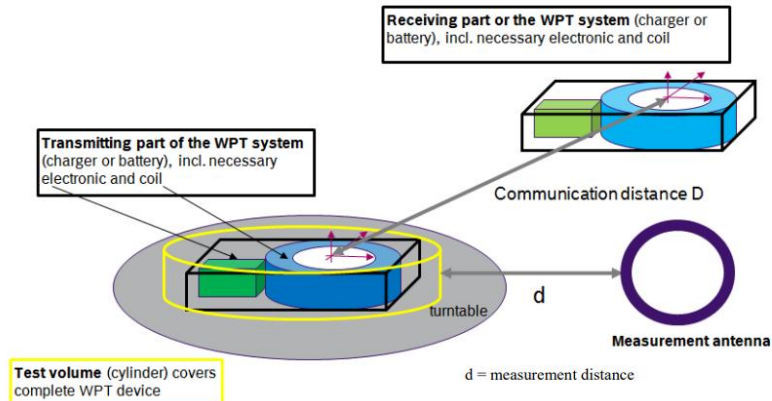 Receiving part or the WPT system (charger or
battery), incl. necessary electronic and coil
Transmitting part of the WPT system
(charger or battery), incl. necessary
electronic and coil
Communication distance D
d
turntable
Measurement antenna
Test volume (cylinder) covers
complete WPT device
d = measurement distance